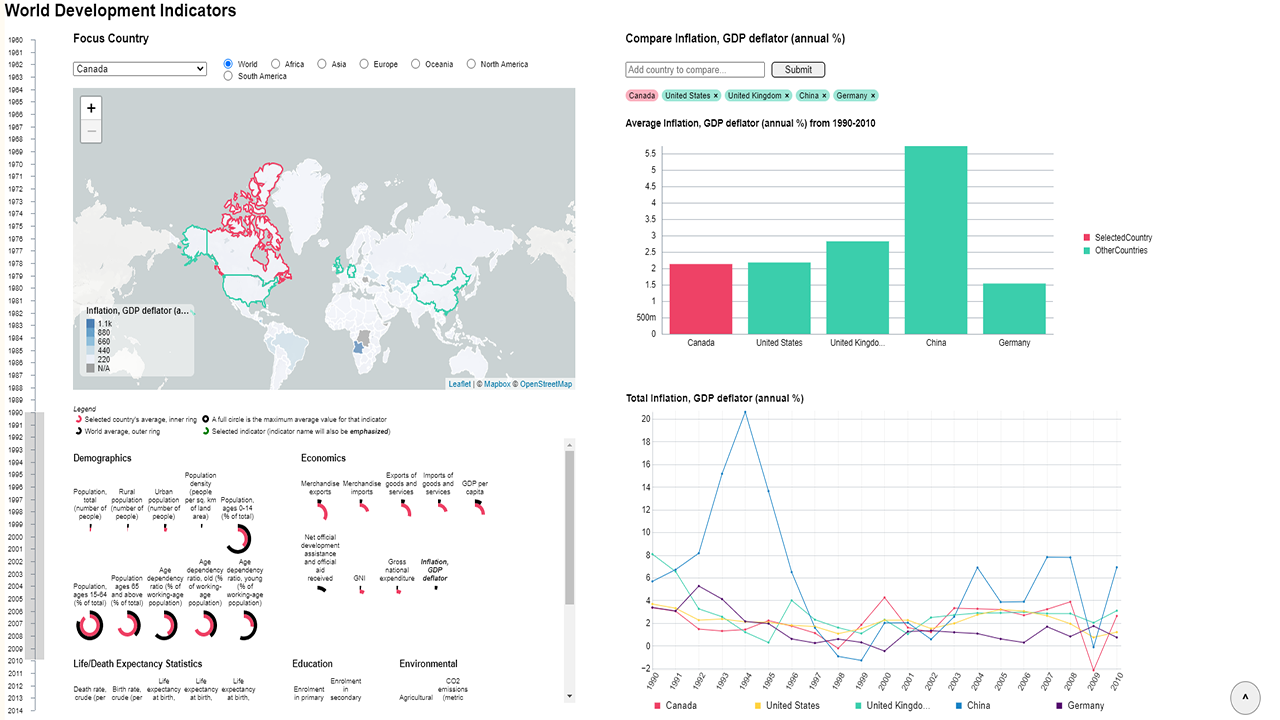 World Development Indicators
1960
1961
1962
1963
1964
1965
1966
1967
1968
1969
1970
1971
1972
1973
1974
1975
1976
1977
1978
1979
1980
1981
1982
1983
1984
1985
1986
1987
1988
1989
1990
1991
1992
1993
1994
1995
1996
1997
1998
1999
2000
2001
2002
2003
2004
2005
2006
2007
2008
2009
2010
2011
2012
2013
2014
Focus Country
Canada
World Africa Asia Europe Oceania North America
South America
+
−
Inflation, GDP deflator (a...
1.1k
880
660
440
220
N/A
Leaflet | © Mapbox © OpenStreetMap
Legend
Selected country's average, inner ring
A full circle is the maximum average value for that indicator
World average, outer ring
Selected indicator (indicator name will also be emphasized)
Demographics
Population,
total
(number of
people)
Rural
population
(number of
people)
Urban
population
(number of
people)
Population
density
(people
per sq. km
of land
area)
Population,
ages 0-14
(% of total)
Population,
ages 15-64
(% of total)
Population
ages 65
and above
(% of total)
Age
dependency
ratio (% of
working-age
population)
Age
dependency
ratio, old (%
of working-
age
population)
Age
dependency
ratio, young
(% of
working-age
population)
Economics
Merchandise
exports
Merchandise
imports
Exports of
goods and
services
Imports of
goods and
services
GDP per
capita
Net official
development
assistance
and official
aid
received
GNI
Gross
national
expenditure
Inflation,
GDP
deflator
Life/Death Expectancy Statistics
Death rate,
crude (per
Birth rate,
crude (per
Life
expectancy
at birth,
Life
expectancy
at birth,
Life
expectancy
at birth,
Education
Enrolment
in primary
Enrolment
in
secondary
Environmental
Agricultural
CO2
emissions
(metric
Compare Inflation, GDP deflator (annual %)
Add country to compare...
Submit
Canada United States × United Kingdom × China × Germany ×
Average Inflation, GDP deflator (annual %) from 1990-2010
5.5
5
4.5
4
3.5
3
2.5
2
1.5
1
500m
0
Canada United States United Kingdo... China Germany
SelectedCountry
OtherCountries
Total Inflation, GDP deflator (annual %)
20
18
16
14
12
10
8
6
4
2
0
−2
1990 1991 1992 1993 1994 1995 1996 1997 1998 1999 2000 2001 2002 2003 2004 2005 2006 2007 2008 2009 2010
Canada United States United Kingdo... China Germany
^